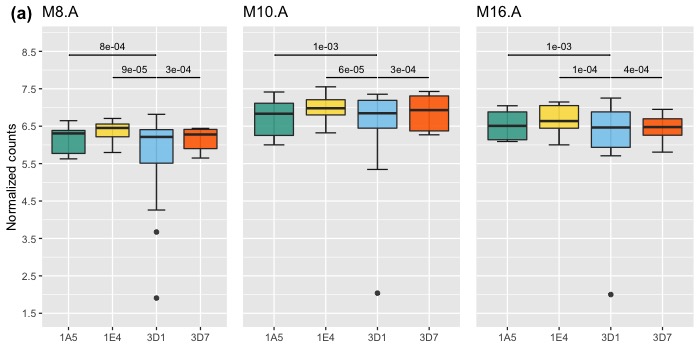 (a) M8.A M10.A M16.A
8e-04 1e-03 1e-03
9e-05 3e-04 6e-05 3e-04 1e-04 4e-04
Normalized counts
8.5
7.5
6.5
5.5
4.5
3.5
2.5
1.5
1A5 1E4 3D1 3D7 1A5 1E4 3D1 3D7 1A5 1E4 3D1 3D7